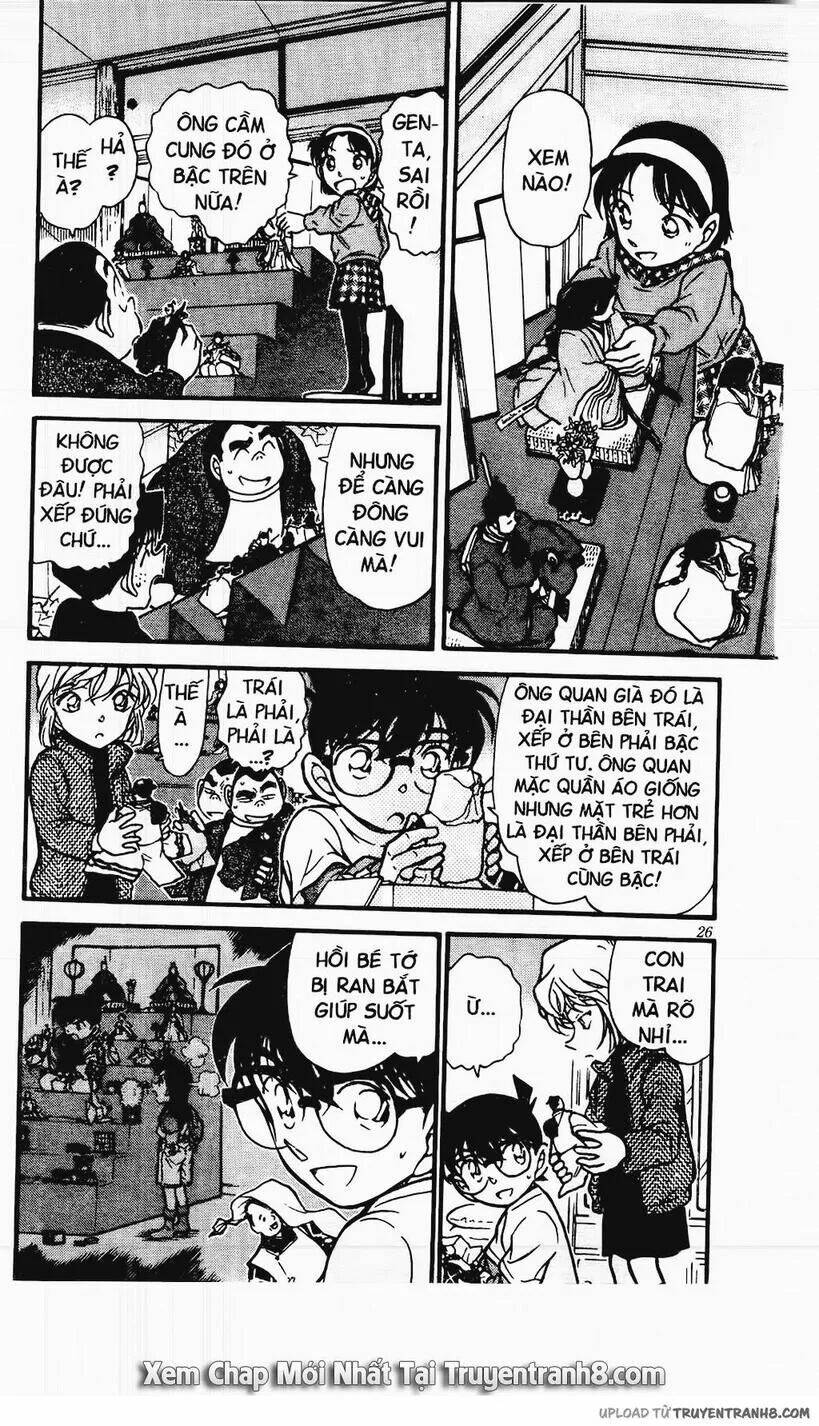 XEM
NÀO!
GEN-
TA,
SAI
RỒI
!
ÔNG CẦM
CUNG ĐÓ Ở
BẬC TRÊN
NỮA!
HẢ
?
THẾ
À?
NHƯNG
ĐỂ CÀNG
ĐÔNG
CÀNG VUI
MÀ!
KHÔNG
ĐƯỢC
ĐÂU! PHẢI
XẾP ĐÚNG
CHỨ...
ÔNG QUAN GIÀ ĐÓ LÀ
ĐẠI THẦN BÊN TRÁI,
XẾP Ở BÊN PHẢI BẬC
THỨ TƯ. ÔNG QUAN
MẶC QUẦN ÁO GIỐNG
NHƯNG MẶT TRẺ HƠN
LÀ ĐẠI THẦN BÊN PHẢI,
XẾP Ở BÊN TRÁI
CÙNG BẬC!
TRÁI
LÀ PHẢI,
PHẢI LÀ
...?
THẾ
À
...
26
CON
TRAI
MÀ RÕ
NHỈ...
Ừ...
HỒI BÉ TỚ
BỊ RAN BẮT
GIÚP SUỐT
MÀ...
Xem Chap Mới Nhất Tại Truyentranh8.com
UPLOAD TỪ TRUYENTRANH8.COM